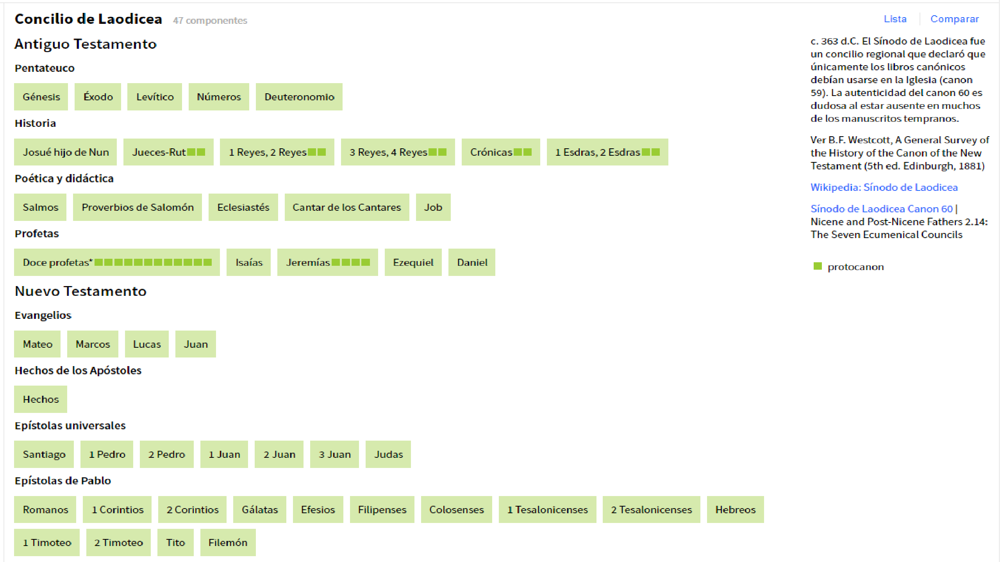 Concilio de Laodicea 47 componentes
Lista Comparar
Antiguo Testamento
Pentateuco
Génesis Éxodo Levítico Números Deuteronomio
Historia
Josué hijo de Nun Jueces-Rut 1 Reyes, 2 Reyes 3 Reyes, 4 Reyes Crónicas 1 Esdras, 2 Esdras
Poética y didáctica
Salmos Proverbios de Salomón Eclesiastés Cantar de los Cantares Job
Profetas
Doce profetas* Isaías Jeremías Ezequiel Daniel
Nuevo Testamento
Evangelios
Mateo Marcos Lucas Juan
Hechos de los Apóstoles
Hechos
Epístolas universales
Santiago 1 Pedro 2 Pedro 1 Juan 2 Juan 3 Juan Judas
Epístolas de Pablo
Romanos 1 Corintios 2 Corintios Gálatas Efesios Filipenses Colosenses 1 Tesalonicenses 2 Tesalonicenses Hebreos
1 Timoteo 2 Timoteo Tito Filemón
c. 363 d.C. El Sínodo de Laodicea fue
un concilio regional que declaró que
únicamente los libros canónicos
debían usarse en la Iglesia (canon
59). La autenticidad del canon 60 es
dudosa al estar ausente en muchos
de los manuscritos tempranos.
Ver B.F. Westcott, A General Survey of
the History of the Canon of the New
Testament (5th ed. Edinburgh, 1881)
Wikipedia: Sínodo de Laodicea
Sínodo de Laodicea Canon 60 |
Nicene and Post-Nicene Fathers 2.14:
The Seven Ecumenical Councils
protocanon